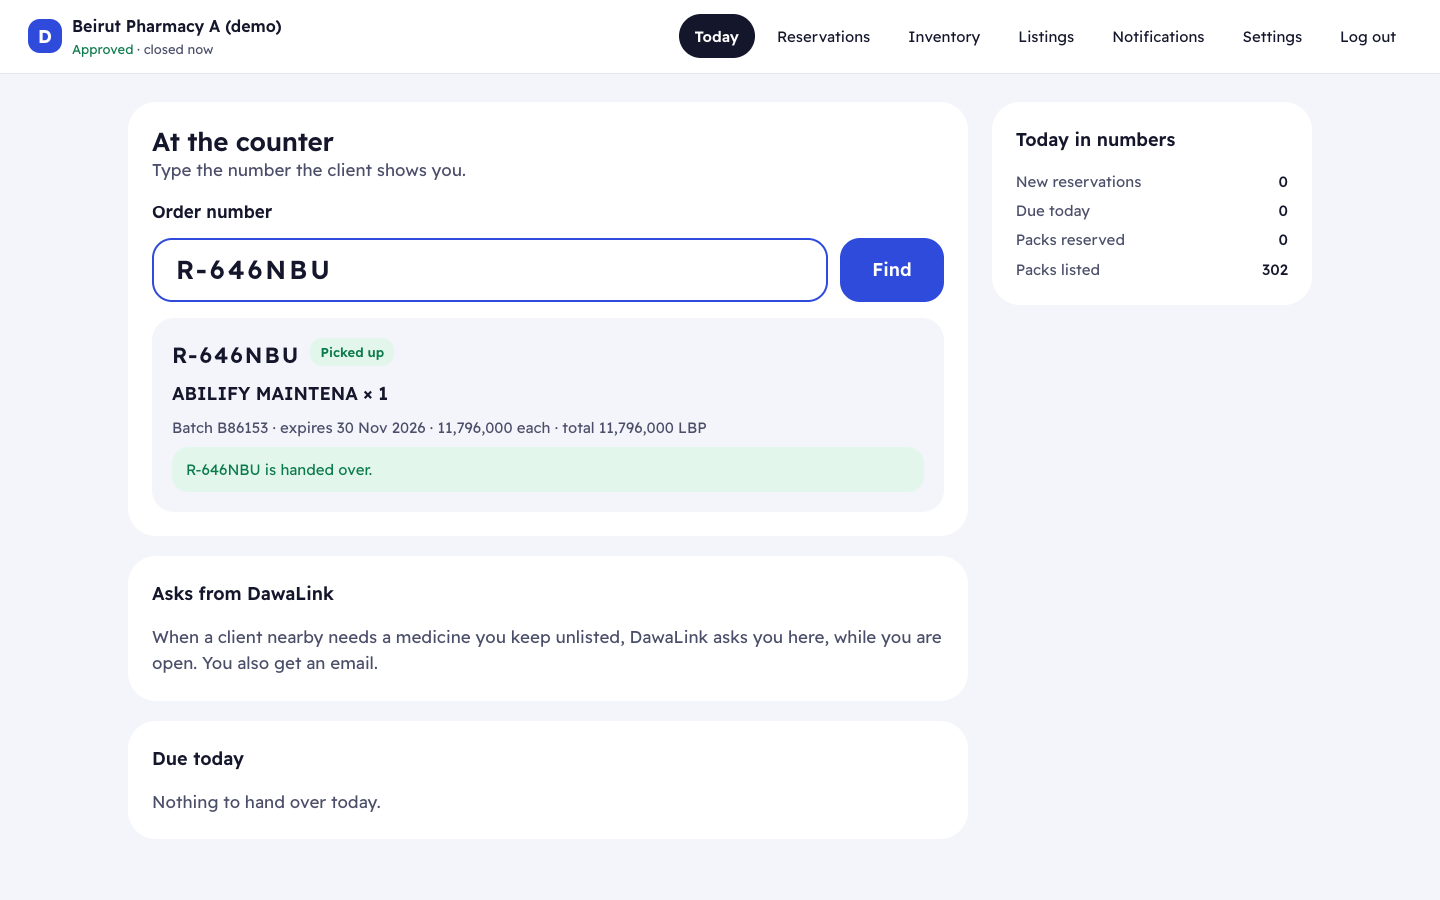 D
Beirut Pharmacy A (demo)
Approved · closed now
Today
Reservations
Inventory
Listings
Notifications
Settings
Log out
At the counter
Type the number the client shows you.
Order number
R-646NBU
Find
R-646NBU Picked up
ABILIFY MAINTENA × 1
Batch B86153 · expires 30 Nov 2026 · 11,796,000 each · total 11,796,000 LBP
R-646NBU is handed over.
Asks from DawaLink
When a client nearby needs a medicine you keep unlisted, DawaLink asks you here, while you are
open. You also get an email.
Due today
Nothing to hand over today.
Today in numbers
New reservations 0
Due today 0
Packs reserved 0
Packs listed 302